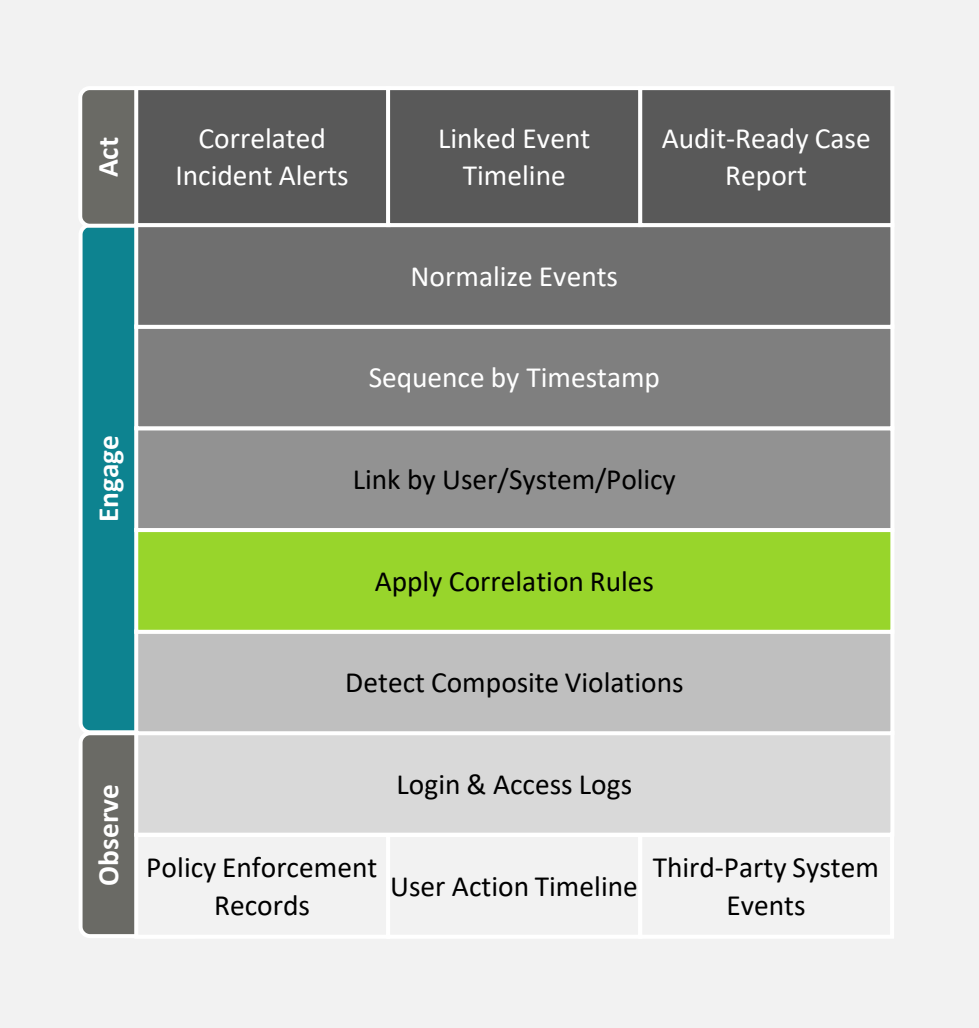 Act
Correlated
Incident Alerts
Linked Event
Timeline
Audit-Ready Case
Report
Engage
Normalize Events
Sequence by Timestamp
Link by User/System/Policy
Apply Correlation Rules
Detect Composite Violations
Observe
Login & Access Logs
Policy Enforcement
Records
User Action Timeline
Third-Party System
Events